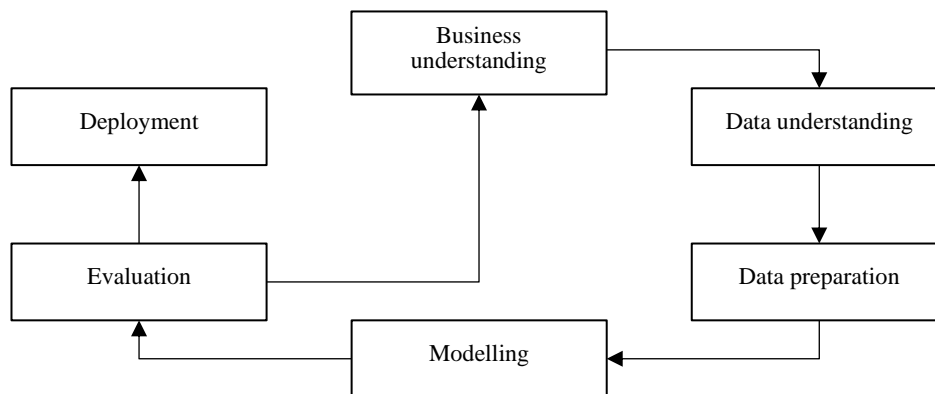 Business
understanding
Deployment
Data understanding
Evaluation
Data preparation
Modelling